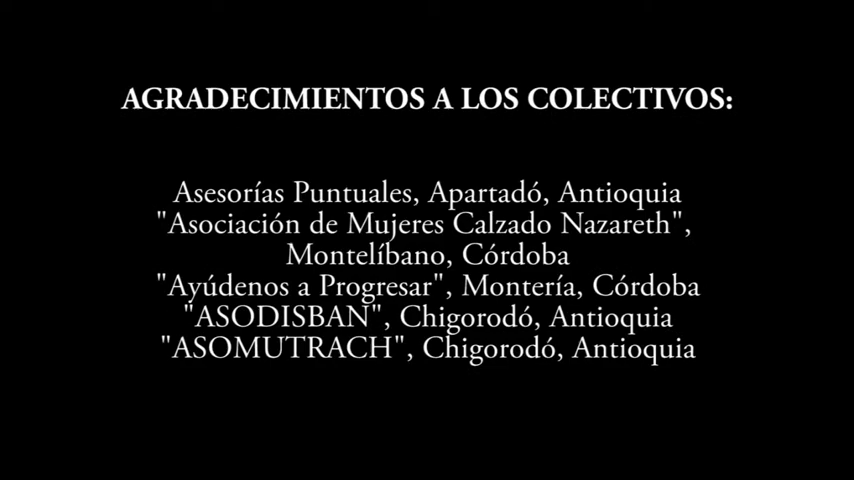 AGRADECIMIENTOS A LOS COLECTIVOS:
Asesorías Puntuales, Apartadó, Antioquia
"Asociación de Mujeres Calzado Nazareth",
Montelíbano, Córdoba
"Ayúdenos a Progresar", Montería, Córdoba
"ASODISBAN", Chigorodó, Antioquia
"ASOMUTRACH", Chigorodó, Antioquia